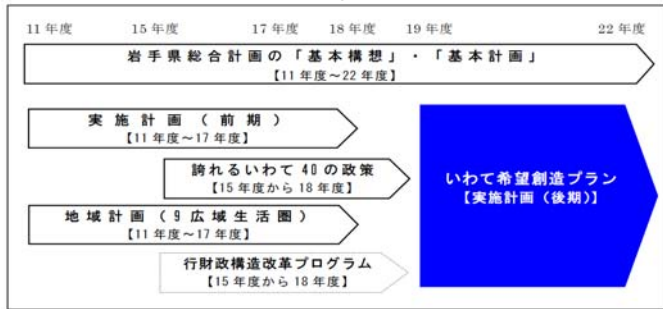 11 年度 15 年度 17 年度 18 年度 19 年度 22 年度
岩手県総合計画の「基本構想」・「基本計画」
【11 年度～22 年度】
実 施 計 画 ( 前 期 )
【11 年度～17 年度】
誇れるいわて 40 の政策
【15 年度から 18 年度】
地 域 計 画 ( 9 広 域 生 活 圏 )
【11 年度～17 年度】
行財政構造改革プログラム
【15 年度から 18 年度】
いわて希望創造プラン
【実施計画（後期）】